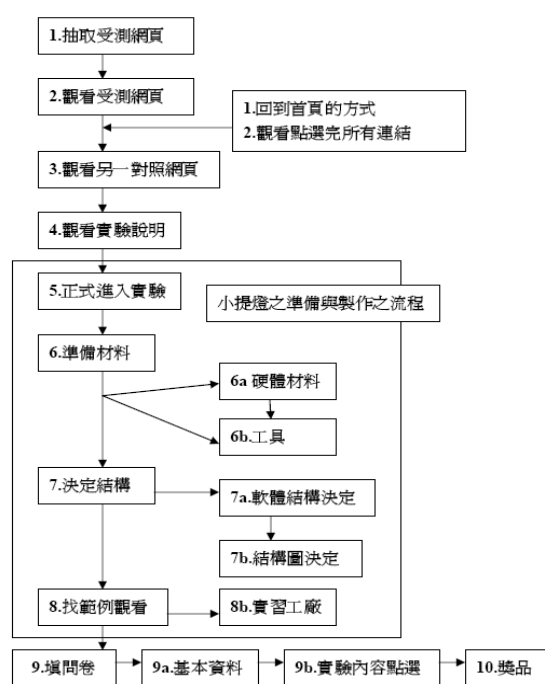 1.抽取受測網頁
2.觀看受測網頁
1.回到首頁的方式
2.觀看點選完所有連結
3.觀看另一對照網頁
4.觀看實驗說明
5.正式進入實驗
小提燈之準備與製作之流程
6.準備材料
6a 硬體材料
6b.工具
7.決定結構
7a.軟體結構決定
7b.結構圖決定
8.找範例觀看
8b.實習工廠
9.填問卷
9a.基本資料
9b.實驗內容點選
10.獎品